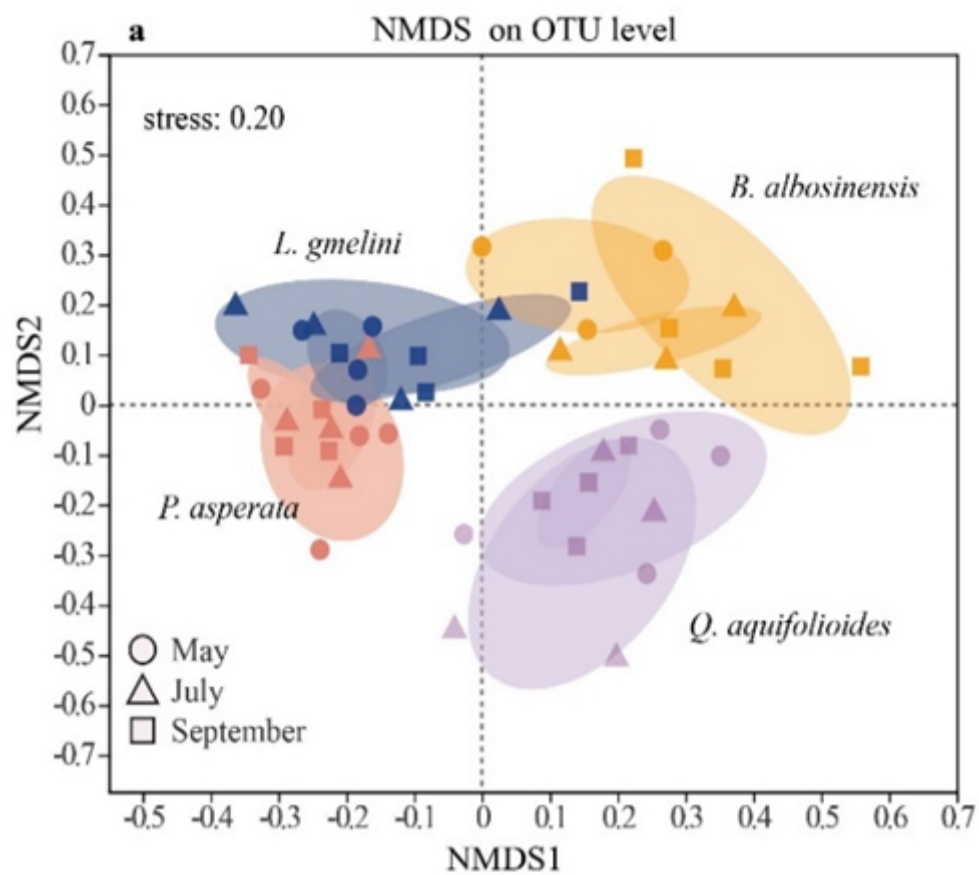 a NMDS on OTU level
stress: 0.20
B. albosinensis
L. gmelini
P. asperata
Q. aquifolioides
May
July
September
NMDS2
0.7
0.6
0.5
0.4
0.3
0.2
0.1
0
-0.1
-0.2
-0.3
-0.4
-0.5
-0.6
-0.7
-0.5 -0.4 -0.3 -0.2 -0.1 0 0.1 0.2 0.3 0.4 0.5 0.6 0.7
NMDS1